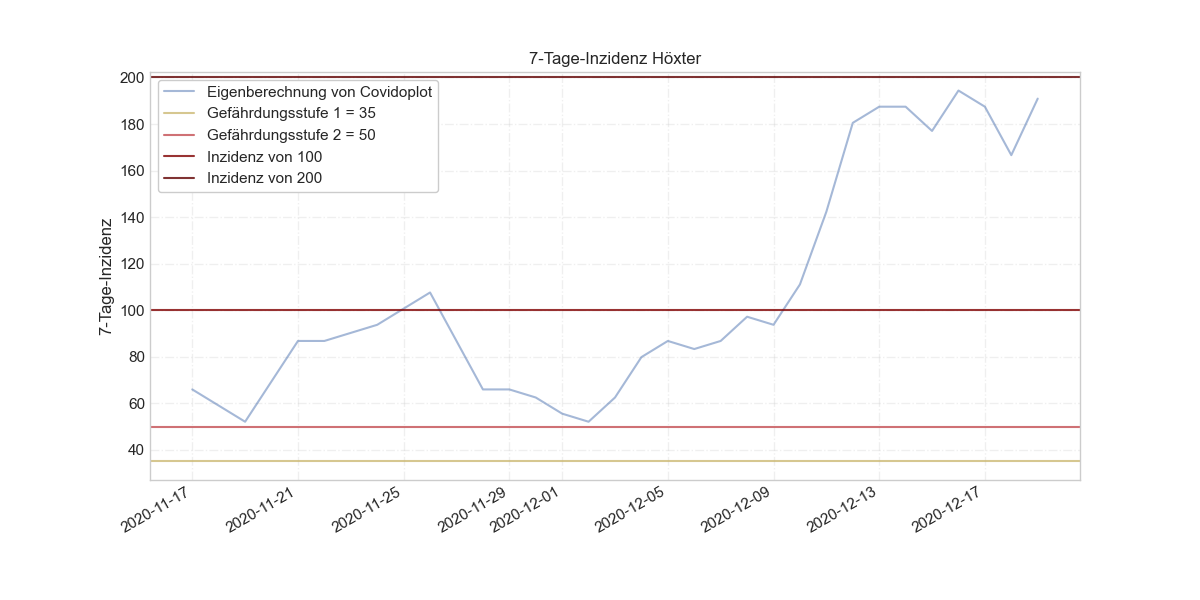 7-Tage-Inzidenz Höxter
200
180
160
140
120
100
80
60
40
7-Tage-Inzidenz
Eigenberechnung von Covidoplot
Gefährdungsstufe 1 = 35
Gefährdungsstufe 2 = 50
Inzidenz von 100
Inzidenz von 200
2020-11-17
2020-11-21
2020-11-25
2020-11-29
2020-12-01
2020-12-05
2020-12-09
2020-12-13
2020-12-17